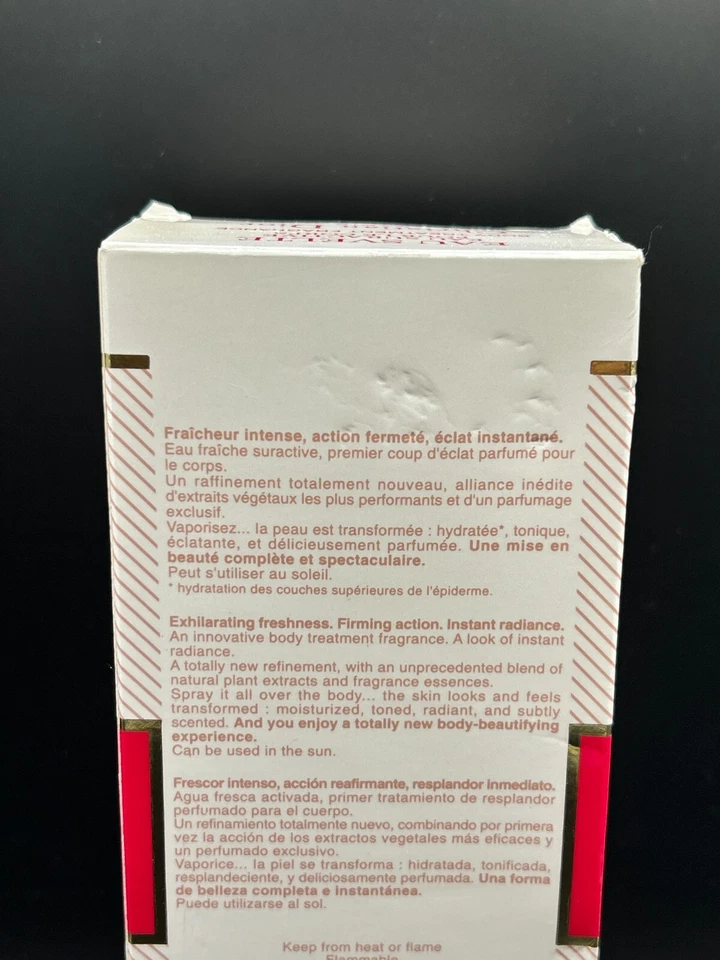 EAU SVELTE
Fraîcheur intense, action fermeté, éclat instantané.
Eau fraîche suractive, premier coup d'éclat parfumé pour
le corps.
Un raffinement totalement nouveau, alliance inédite
d'extraits végétaux les plus performants et d'un parfumage
exclusif.
Vaporisez... la peau est transformée : hydratée*, tonique,
éclatante, et délicieusement parfumée. Une mise en
beauté complète et spectaculaire.
Peut s'utiliser au soleil.
* hydratation des couches supérieures de l'épiderme.
Exhilarating freshness. Firming action. Instant radiance.
An innovative body treatment fragrance. A look of instant
radiance.
A totally new refinement, with an unprecedented blend of
natural plant extracts and fragrance essences.
Spray it all over the body... the skin looks and feels
transformed : moisturized, toned, radiant, and subtly
scented. And you enjoy a totally new body-beautifying
experience.
Can be used in the sun.
Frescor intenso, acción reafirmante, resplandor inmediato.
Agua fresca activada, primer tratamiento de resplandor
perfumado para el cuerpo.
Un refinamiento totalmente nuevo, combinando por primera
vez la acción de los extractos vegetales más eficaces y
un perfumado exclusivo.
Vaporice... la piel se transforma : hidratada, tonificada,
resplandeciente, y deliciosamente perfumada. Una forma
de belleza completa e instantánea.
Puede utilizarse al sol.
Keep from heat or flame
Flammable